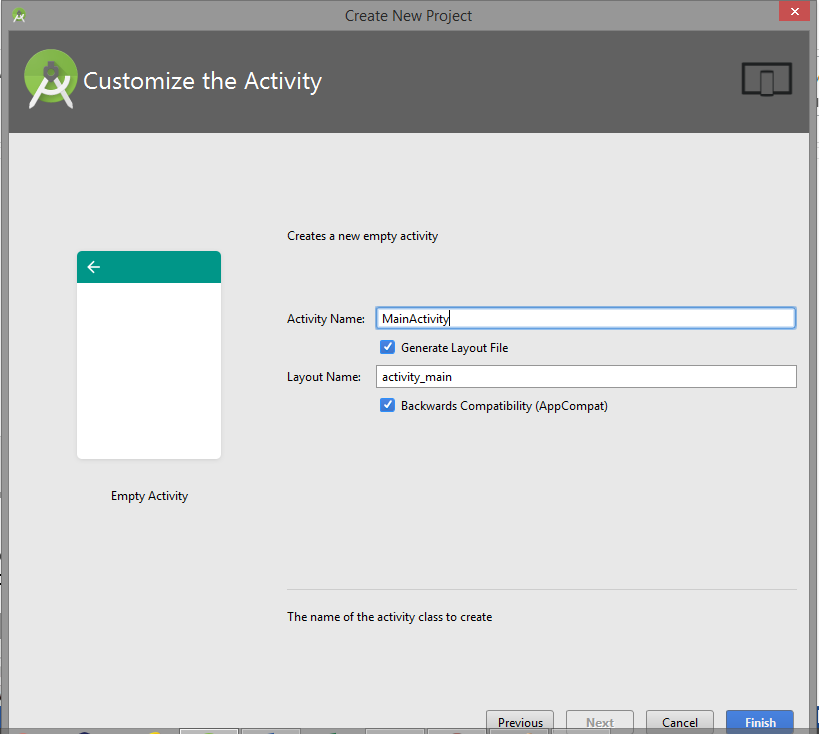 Create New Project
Customize the Activity
Creates a new empty activity
Activity Name: MainActivity
Generate Layout File
Layout Name: activity_main
Backwards Compatibility (AppCompat)
Empty Activity
The name of the activity class to create
Previous Next Cancel Finish